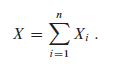 X = \sum_{i=1}^{n} X_i .